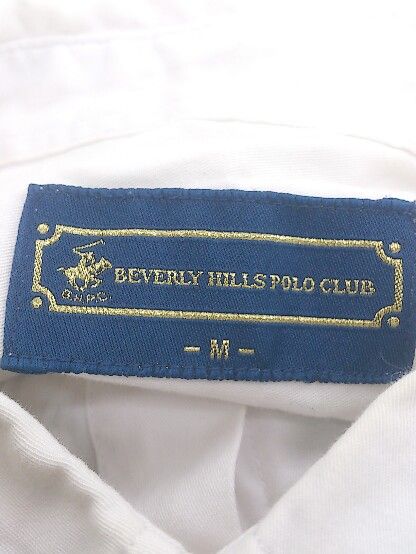 B.H.P.C.
BEVERLY HILLS POLO CLUB
- M -